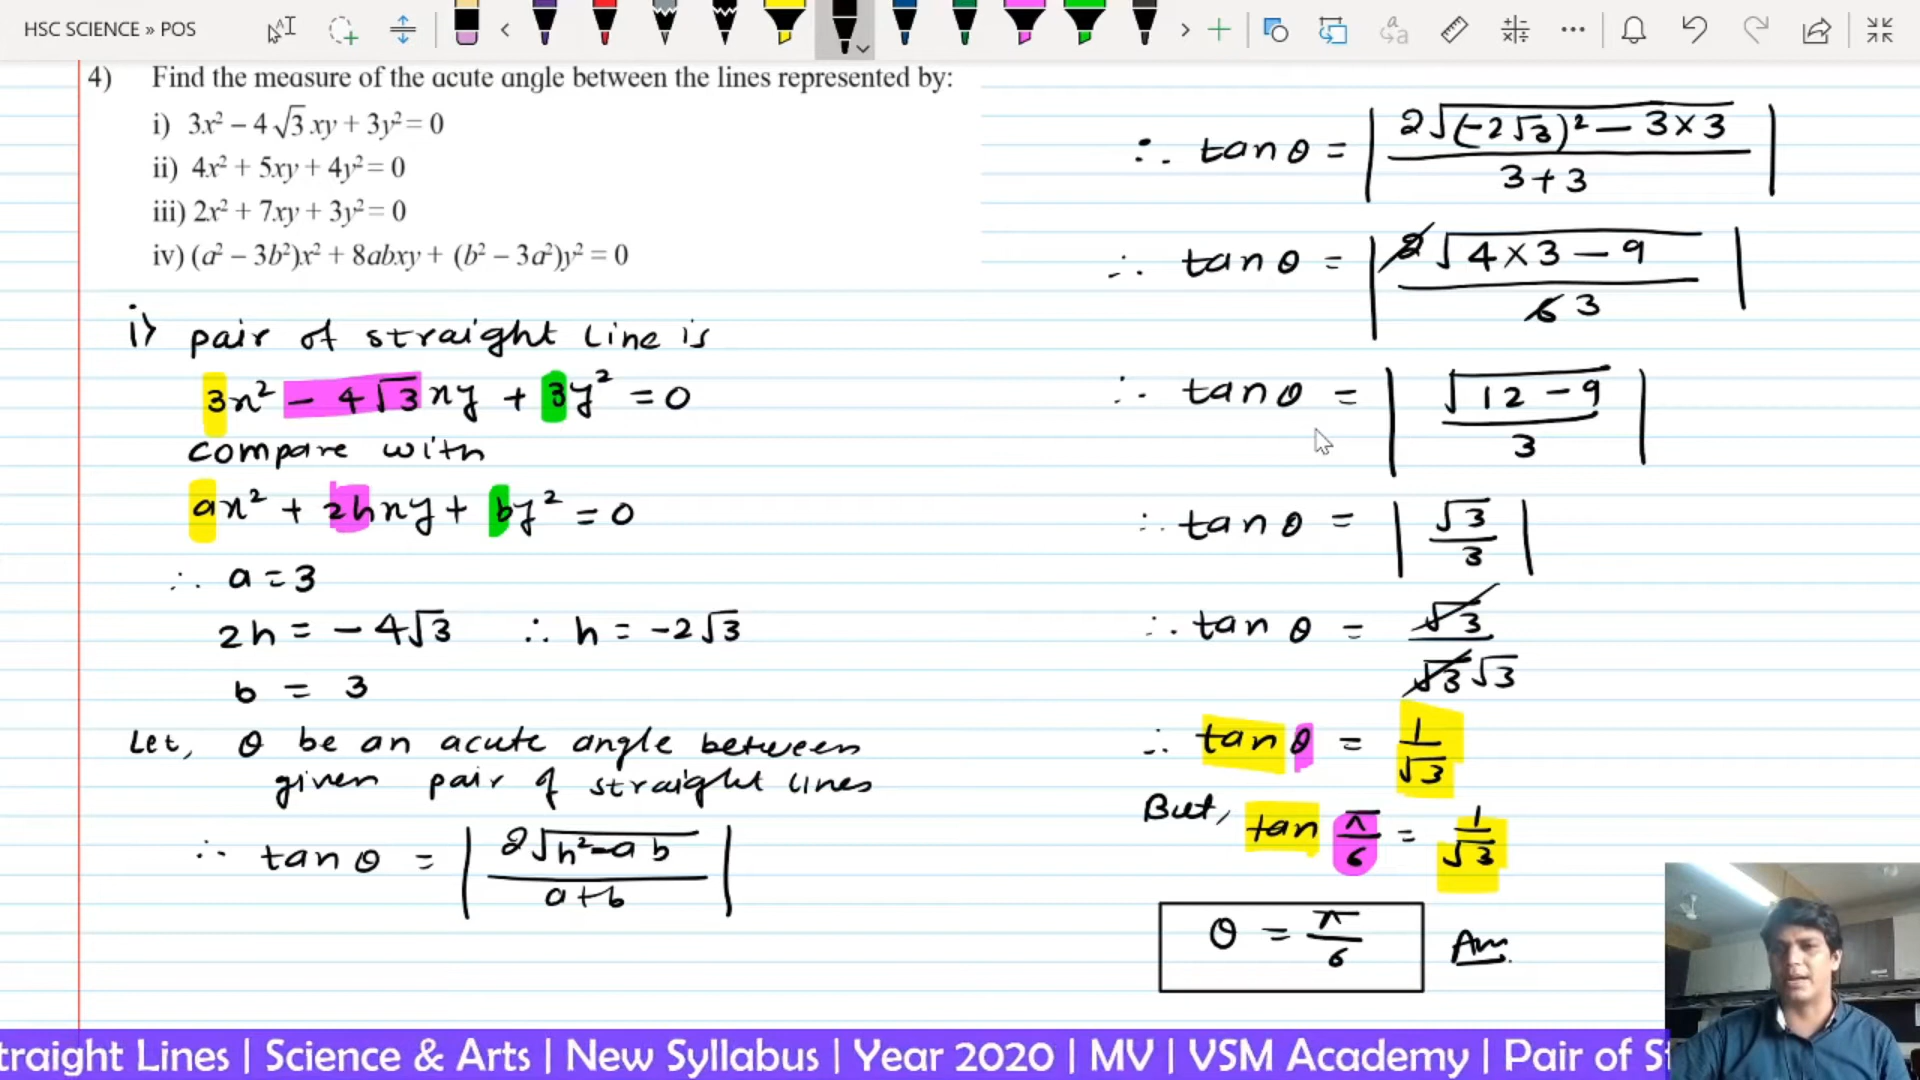 HSC SCIENCE » POS
4) Find the measure of the acute angle between the lines represented by:
i) 3x² – 4√3 xy + 3y² = 0
ii) 4x² + 5xy + 4y² = 0
iii) 2x² + 7xy + 3y² = 0
iv) (a² – 3b²)x² + 8abxy + (b² – 3a²)y² = 0
i) pair of straight line is
3x² – 4√3 xy + 3y² = 0
compare with
ax² + 2hxy + by² = 0
∴ a = 3
2h = – 4√3 ∴ h = -2√3
b = 3
Let, θ be an acute angle between
given pair of straight lines
∴ tan θ = | 2√(h²-ab) / (a+b) |
∴ tan θ = | 2√((-2√3)² – 3×3) / (3+3) |
∴ tan θ = | 2√(4×3 – 9) / 6 3 |
∴ tan θ = | √(12 – 9) / 3 |
∴ tan θ = | √3 / 3 |
∴ tan θ = √3 / √3 √3
∴ tan θ = 1/√3
But, tan π/6 = 1/√3
θ = π/6 Ans.
traight Lines | Science & Arts | New Syllabus | Year 2020 | MV | VSM Academy | Pair of St